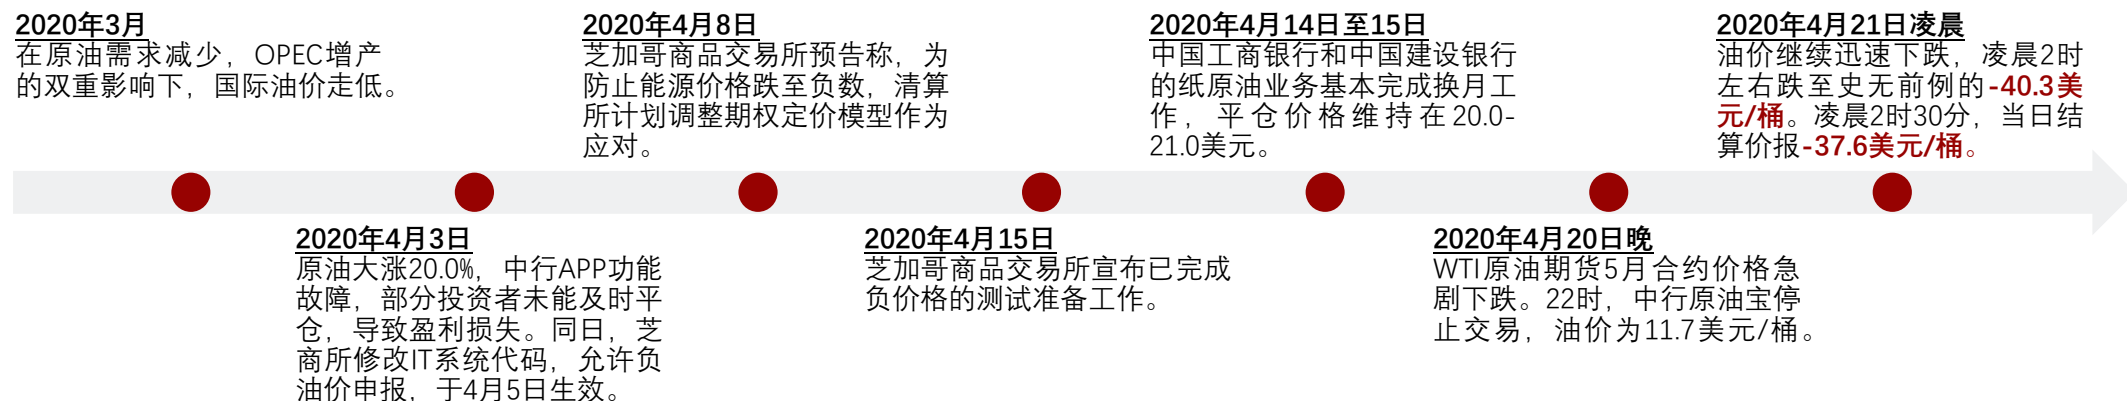 2020年3月
在原油需求减少，OPEC增产
的双重影响下，国际油价走低。
2020年4月3日
原油大涨20.0%，中行APP功能
故障，部分投资者未能及时平
仓，导致盈利损失。同日，芝
商所修改IT系统代码，允许负
油价申报，于4月5日生效。
2020年4月8日
芝加哥商品交易所预告称，为
防止能源价格跌至负数，清算
所计划调整期权定价模型作为
应对。
2020年4月15日
芝加哥商品交易所宣布已完成
负价格的测试准备工作。
2020年4月14日至15日
中国工商银行和中国建设银行
的纸原油业务基本完成换月工
作，平仓价格维持在20.0-
21.0美元。
2020年4月20日晚
WTI原油期货5月合约价格急
剧下跌。22时，中行原油宝停
止交易，油价为11.7美元/桶。
2020年4月21日凌晨
油价继续迅速下跌，凌晨2时
左右跌至史无前例的-40.3美
元/桶。凌晨2时30分，当日结
算价报-37.6美元/桶。